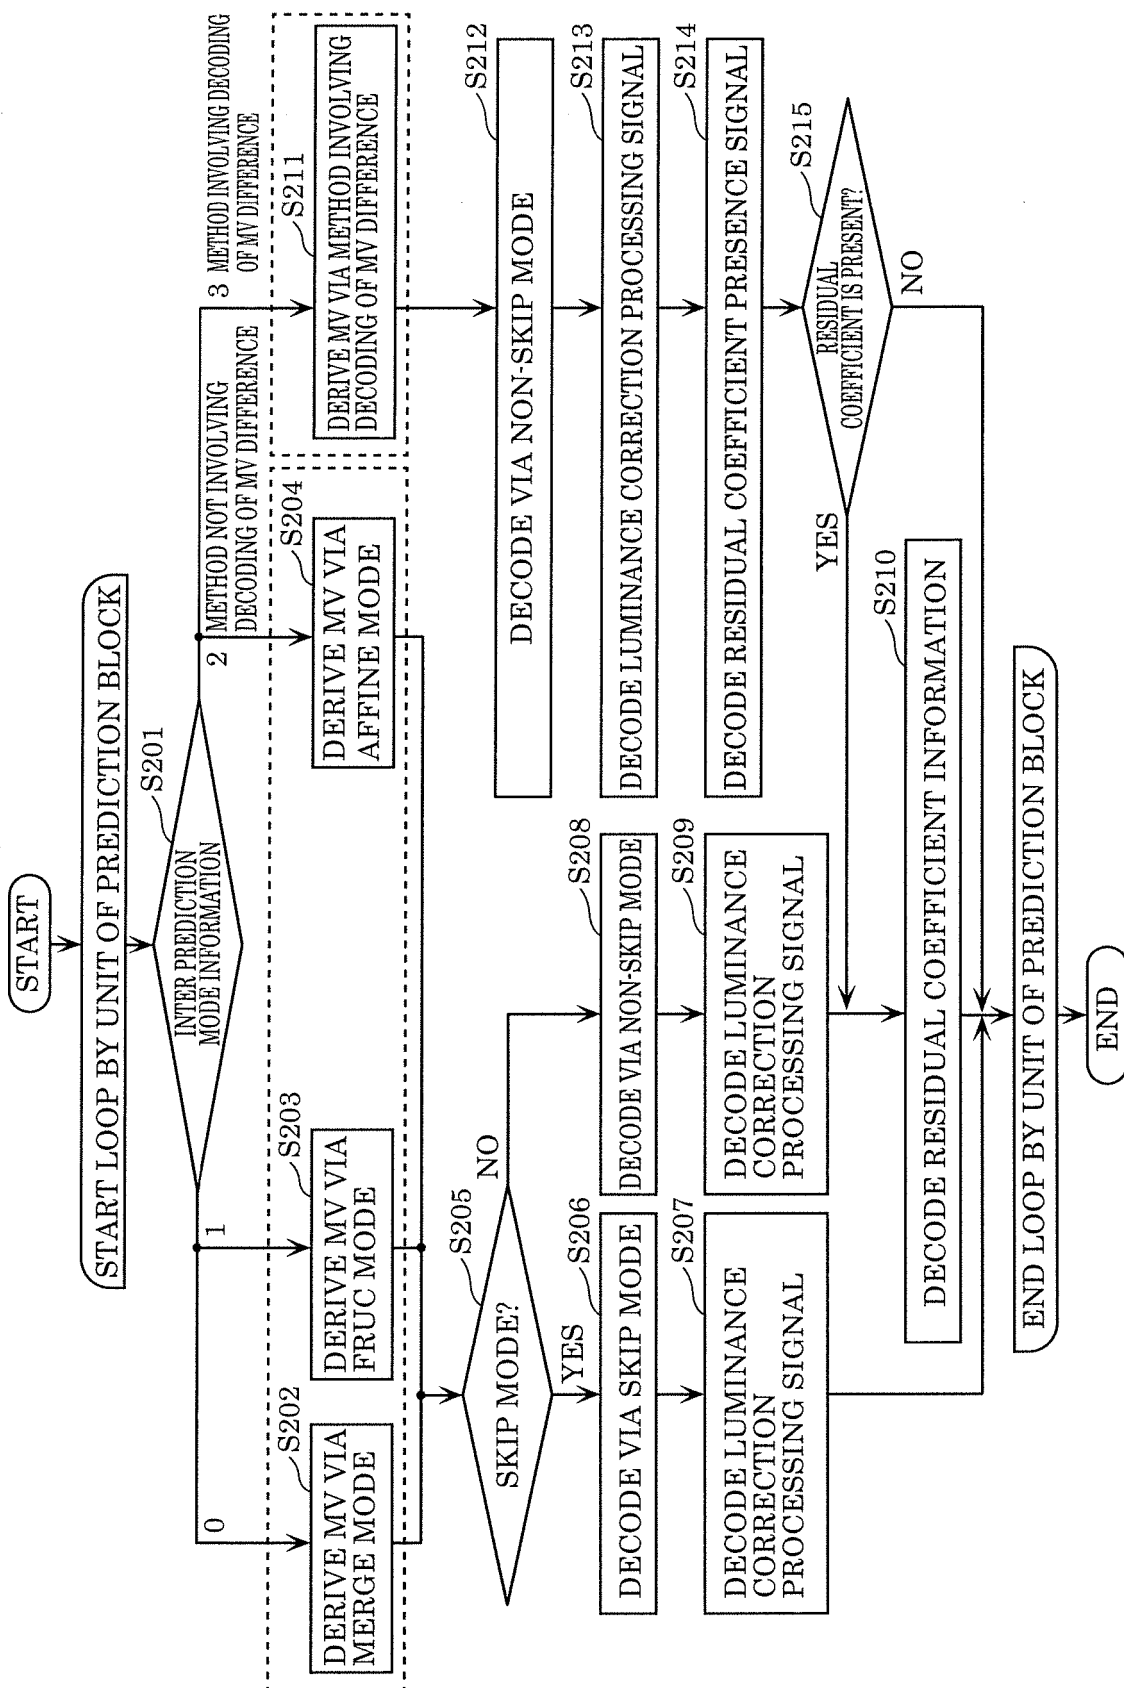 START
START LOOP BY UNIT OF PREDICTION BLOCK
S201
INTER PREDICTION
MODE INFORMATION
0
1
2
METHOD NOT INVOLVING
DECODING OF MV DIFFERENCE
3
METHOD INVOLVING DECODING
OF MV DIFFERENCE
S202
DERIVE MV VIA
MERGE MODE
S203
DERIVE MV VIA
FRUC MODE
S204
DERIVE MV VIA
AFFINE MODE
S211
DERIVE MV VIA METHOD INVOLVING
DECODING OF MV DIFFERENCE
S205
SKIP MODE?
YES
NO
S206
DECODE VIA SKIP MODE
S207
DECODE LUMINANCE
CORRECTION
PROCESSING SIGNAL
S208
DECODE VIA NON-SKIP MODE
S209
DECODE LUMINANCE
CORRECTION
PROCESSING SIGNAL
S212
DECODE VIA NON-SKIP MODE
S213
DECODE LUMINANCE CORRECTION PROCESSING SIGNAL
S214
DECODE RESIDUAL COEFFICIENT PRESENCE SIGNAL
S215
RESIDUAL
COEFFICIENT IS PRESENT?
YES
NO
S210
DECODE RESIDUAL COEFFICIENT INFORMATION
END LOOP BY UNIT OF PREDICTION BLOCK
END